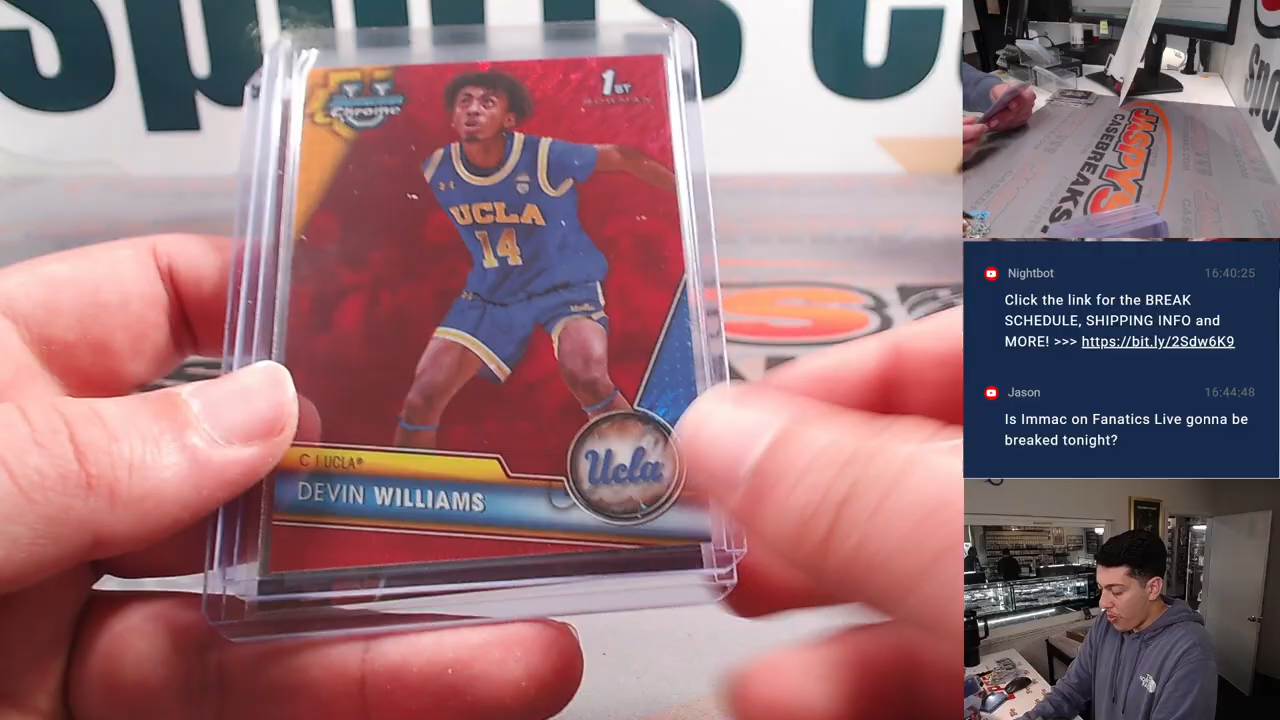 Sports C
U
Chrome
1ST
BOWMAN
UCLA
14
C | UCLA®
Ucla
DEVIN WILLIAMS
JASPYS
CASEBREAKS
Nightbot 16:40:25
Click the link for the BREAK
SCHEDULE, SHIPPING INFO and
MORE! >>> https://bit.ly/2Sdw6K9
Jason 16:44:48
Is Immac on Fanatics Live gonna be
breaked tonight?